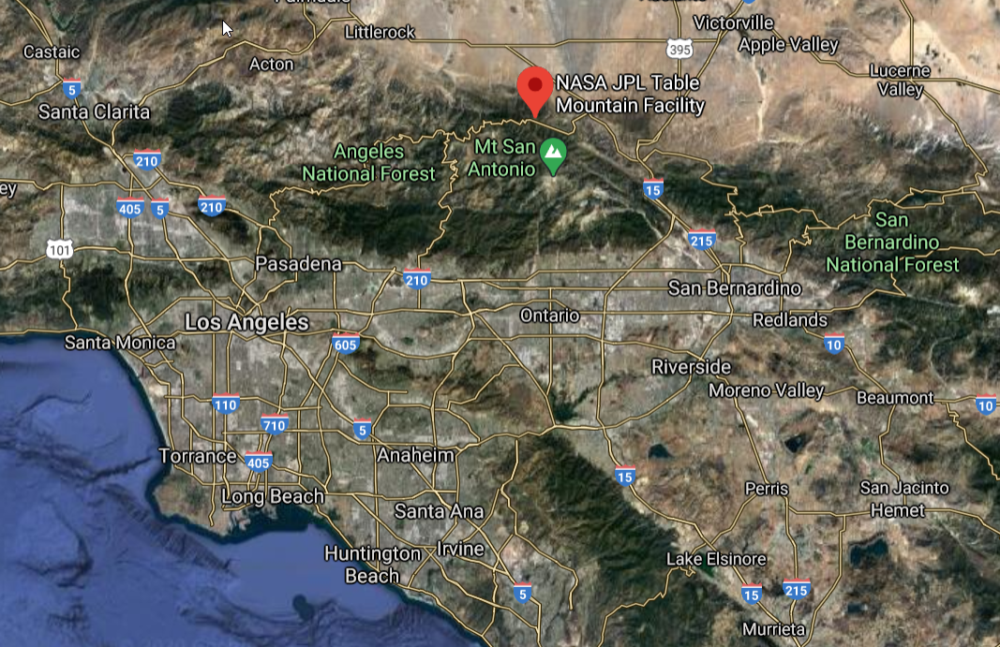 Palmdale
Victorville
Littlerock
Apple Valley
395
Castaic
Acton
Lucerne
Valley
5
NASA JPL Table
Mountain Facility
Santa Clarita
Angeles
National Forest
Mt San
Antonio
210
15
ey
405
5
210
101
San
Bernardino
National Forest
215
Pasadena
210
San Bernardino
Los Angeles
Ontario
Redlands
Santa Monica
605
10
Riverside
Moreno Valley
Beaumont
110
10
710
5
Torrance
405
Anaheim
15
Long Beach
Perris
San Jacinto
Hemet
Santa Ana
Huntington
Beach
Irvine
Lake Elsinore
5
15
215
Murrieta